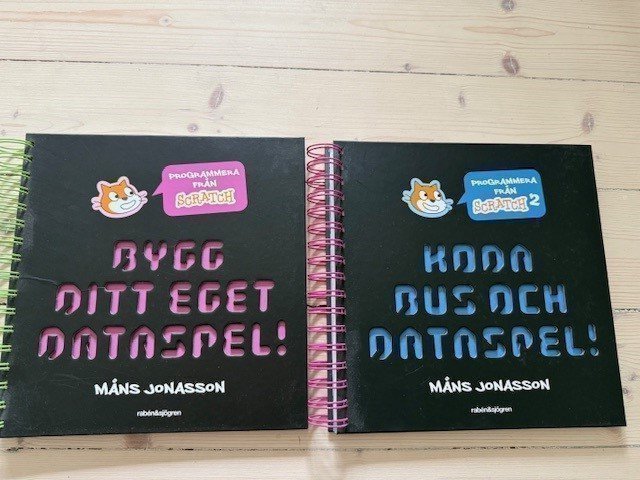 PROGRAMMERA
FRÅN
SCRATCH
BYGG
DITT EGET
DATASPEL!
MÅNS JONASSON
rabén&sjögren
PROGRAMMERA
FRÅN
SCRATCH 2
KODA
BUS OCH
DATASPEL!
MÅNS JONASSON
rabén&sjögren